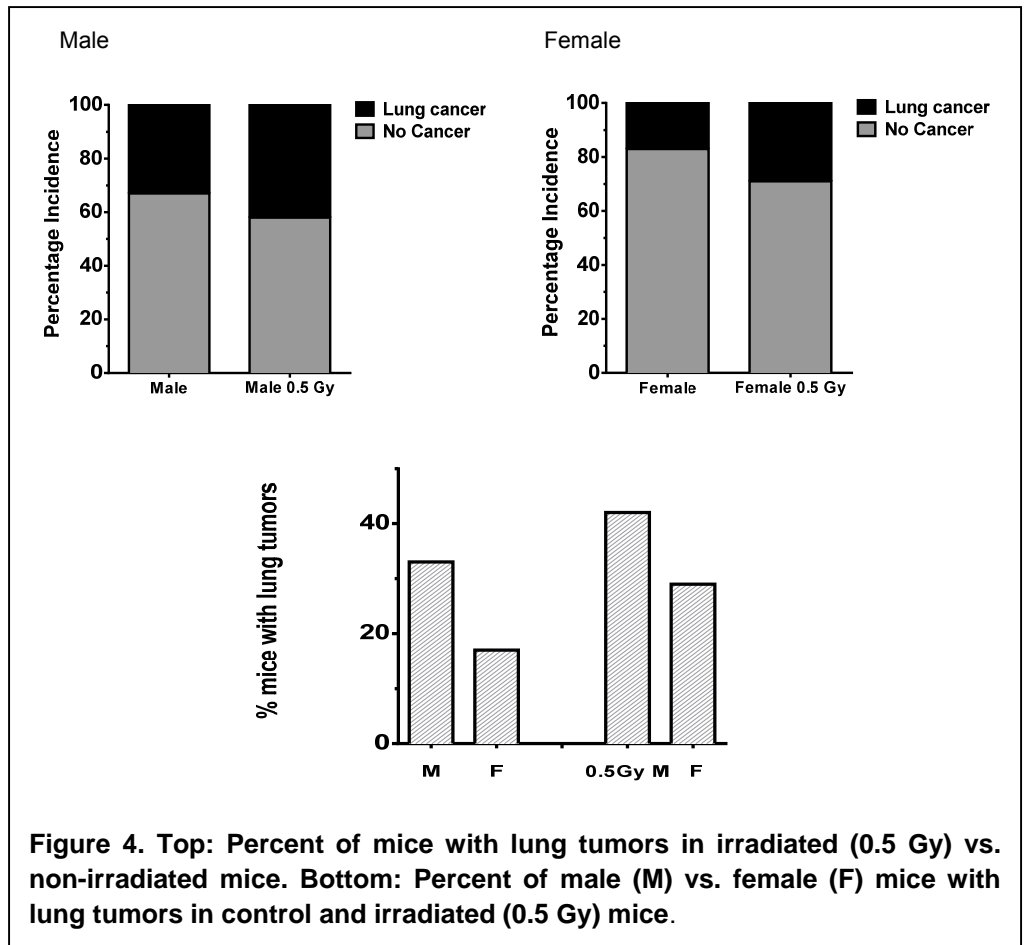 Male
Female
100
80
60
40
20
0
Percentage Incidence
Lung cancer
No Cancer
Male
Male 0.5 Gy
100
80
60
40
20
0
Percentage Incidence
Lung cancer
No Cancer
Female
Female 0.5 Gy
% mice with lung tumors
40
20
0
M
F
0.5Gy M
F
Figure 4. Top: Percent of mice with lung tumors in irradiated (0.5 Gy) vs.
non-irradiated mice. Bottom: Percent of male (M) vs. female (F) mice with
lung tumors in control and irradiated (0.5 Gy) mice.